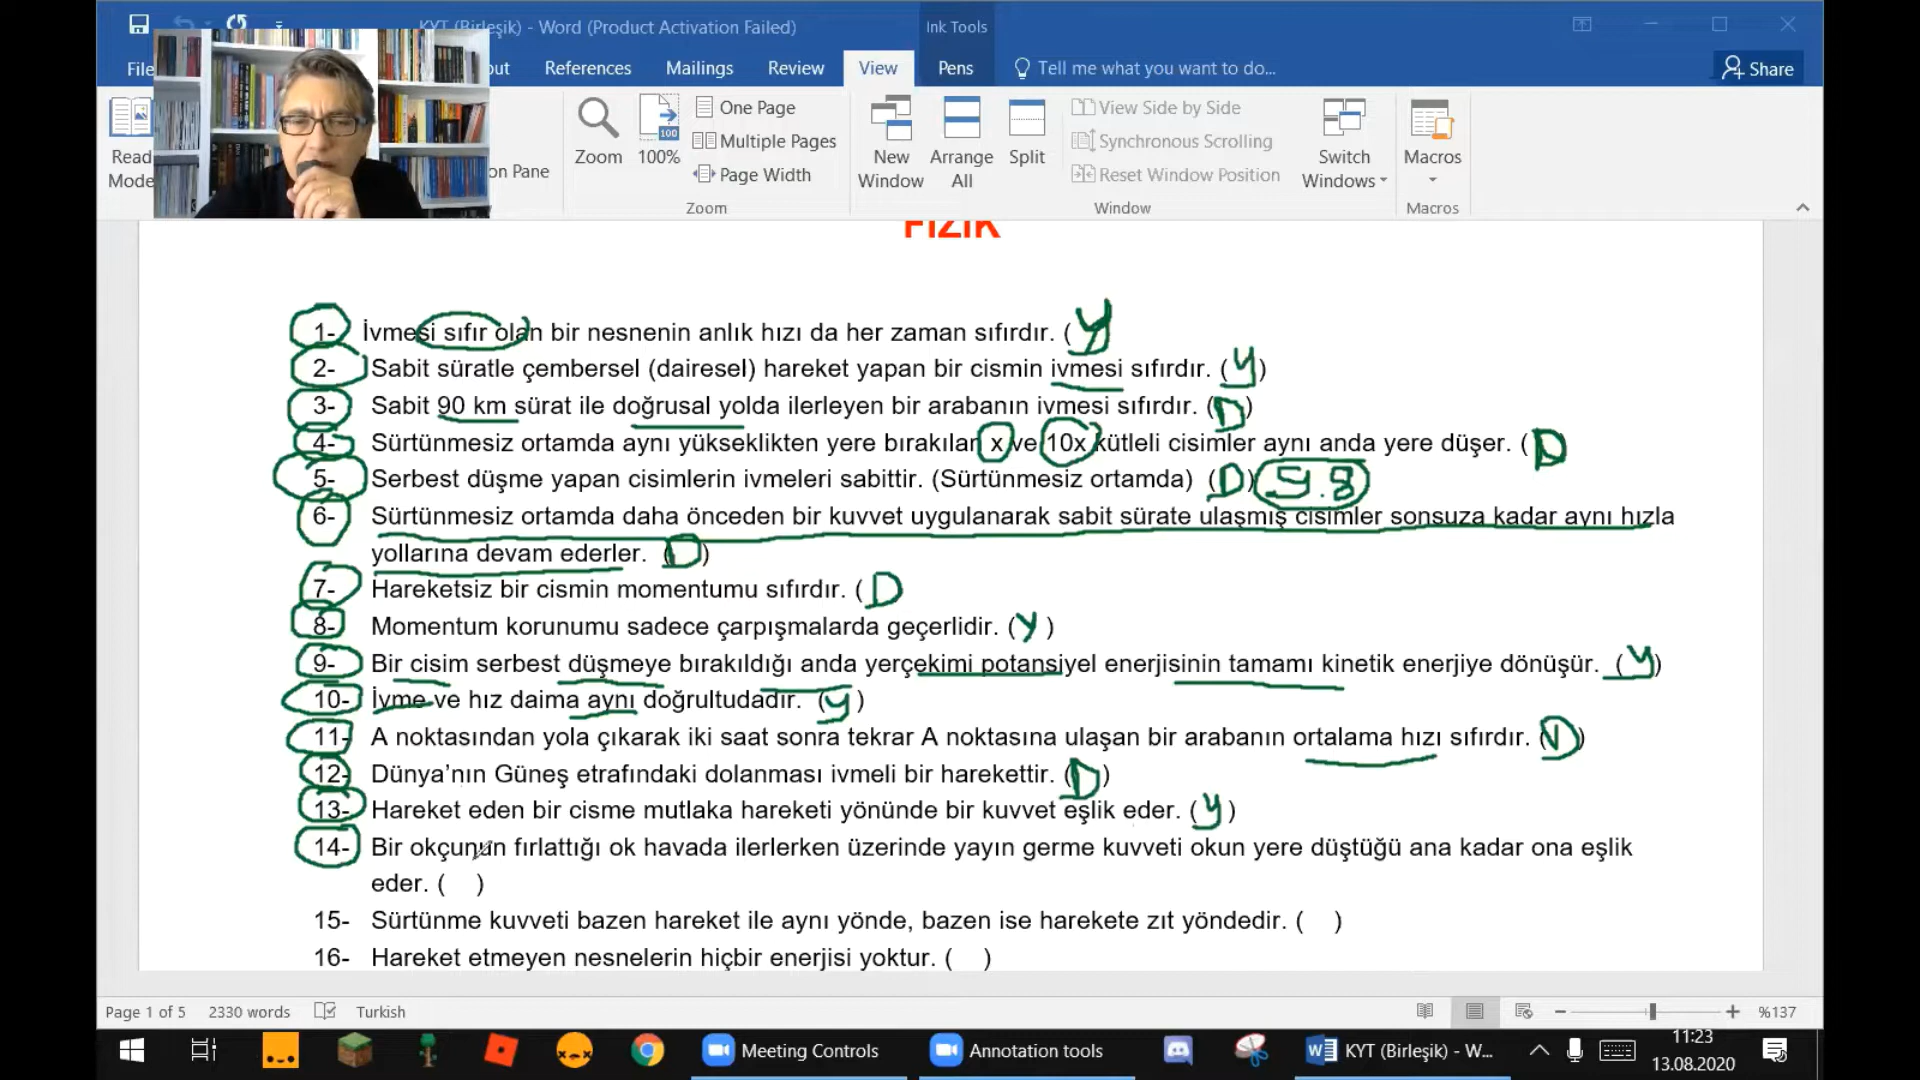 KYT (Birleşik) - Word (Product Activation Failed)
Ink Tools
File
References
Mailings
Review
View
Pens
Tell me what you want to do...
Share
Read
Mode
on Pane
Zoom
100%
One Page
Multiple Pages
Page Width
Zoom
New
Window
Arrange
All
Split
View Side by Side
Synchronous Scrolling
Reset Window Position
Window
Switch
Windows
Macros
Macros
FİZİK
1- İvmesi sıfır olan bir nesnenin anlık hızı da her zaman sıfırdır. ( Y
2- Sabit süratle çembersel (dairesel) hareket yapan bir cismin ivmesi sıfırdır. (Y)
3- Sabit 90 km sürat ile doğrusal yolda ilerleyen bir arabanın ivmesi sıfırdır. (D)
4- Sürtünmesiz ortamda aynı yükseklikten yere bırakılan x ve 10x kütleli cisimler aynı anda yere düşer. ( D
5- Serbest düşme yapan cisimlerin ivmeleri sabittir. (Sürtünmesiz ortamda) (D) 9.8
6- Sürtünmesiz ortamda daha önceden bir kuvvet uygulanarak sabit sürate ulaşmış cisimler sonsuza kadar aynı hızla
yollarına devam ederler. (D)
7- Hareketsiz bir cismin momentumu sıfırdır. ( D
8- Momentum korunumu sadece çarpışmalarda geçerlidir. (Y )
9- Bir cisim serbest düşmeye bırakıldığı anda yerçekimi potansiyel enerjisinin tamamı kinetik enerjiye dönüşür. (Y)
10- İvme ve hız daima aynı doğrultudadır. (y )
11- A noktasından yola çıkarak iki saat sonra tekrar A noktasına ulaşan bir arabanın ortalama hızı sıfırdır. (D)
12- Dünya’nın Güneş etrafındaki dolanması ivmeli bir harekettir. (D)
13- Hareket eden bir cisme mutlaka hareketi yönünde bir kuvvet eşlik eder. (y )
14- Bir okçunun fırlattığı ok havada ilerlerken üzerinde yayın germe kuvveti okun yere düştüğü ana kadar ona eşlik
eder. ( )
15- Sürtünme kuvveti bazen hareket ile aynı yönde, bazen ise harekete zıt yöndedir. ( )
16- Hareket etmeyen nesnelerin hiçbir enerjisi yoktur. ( )
Page 1 of 5
2330 words
Turkish
%137
Meeting Controls
Annotation tools
KYT (Birleşik) - W...
11:23
13.08.2020